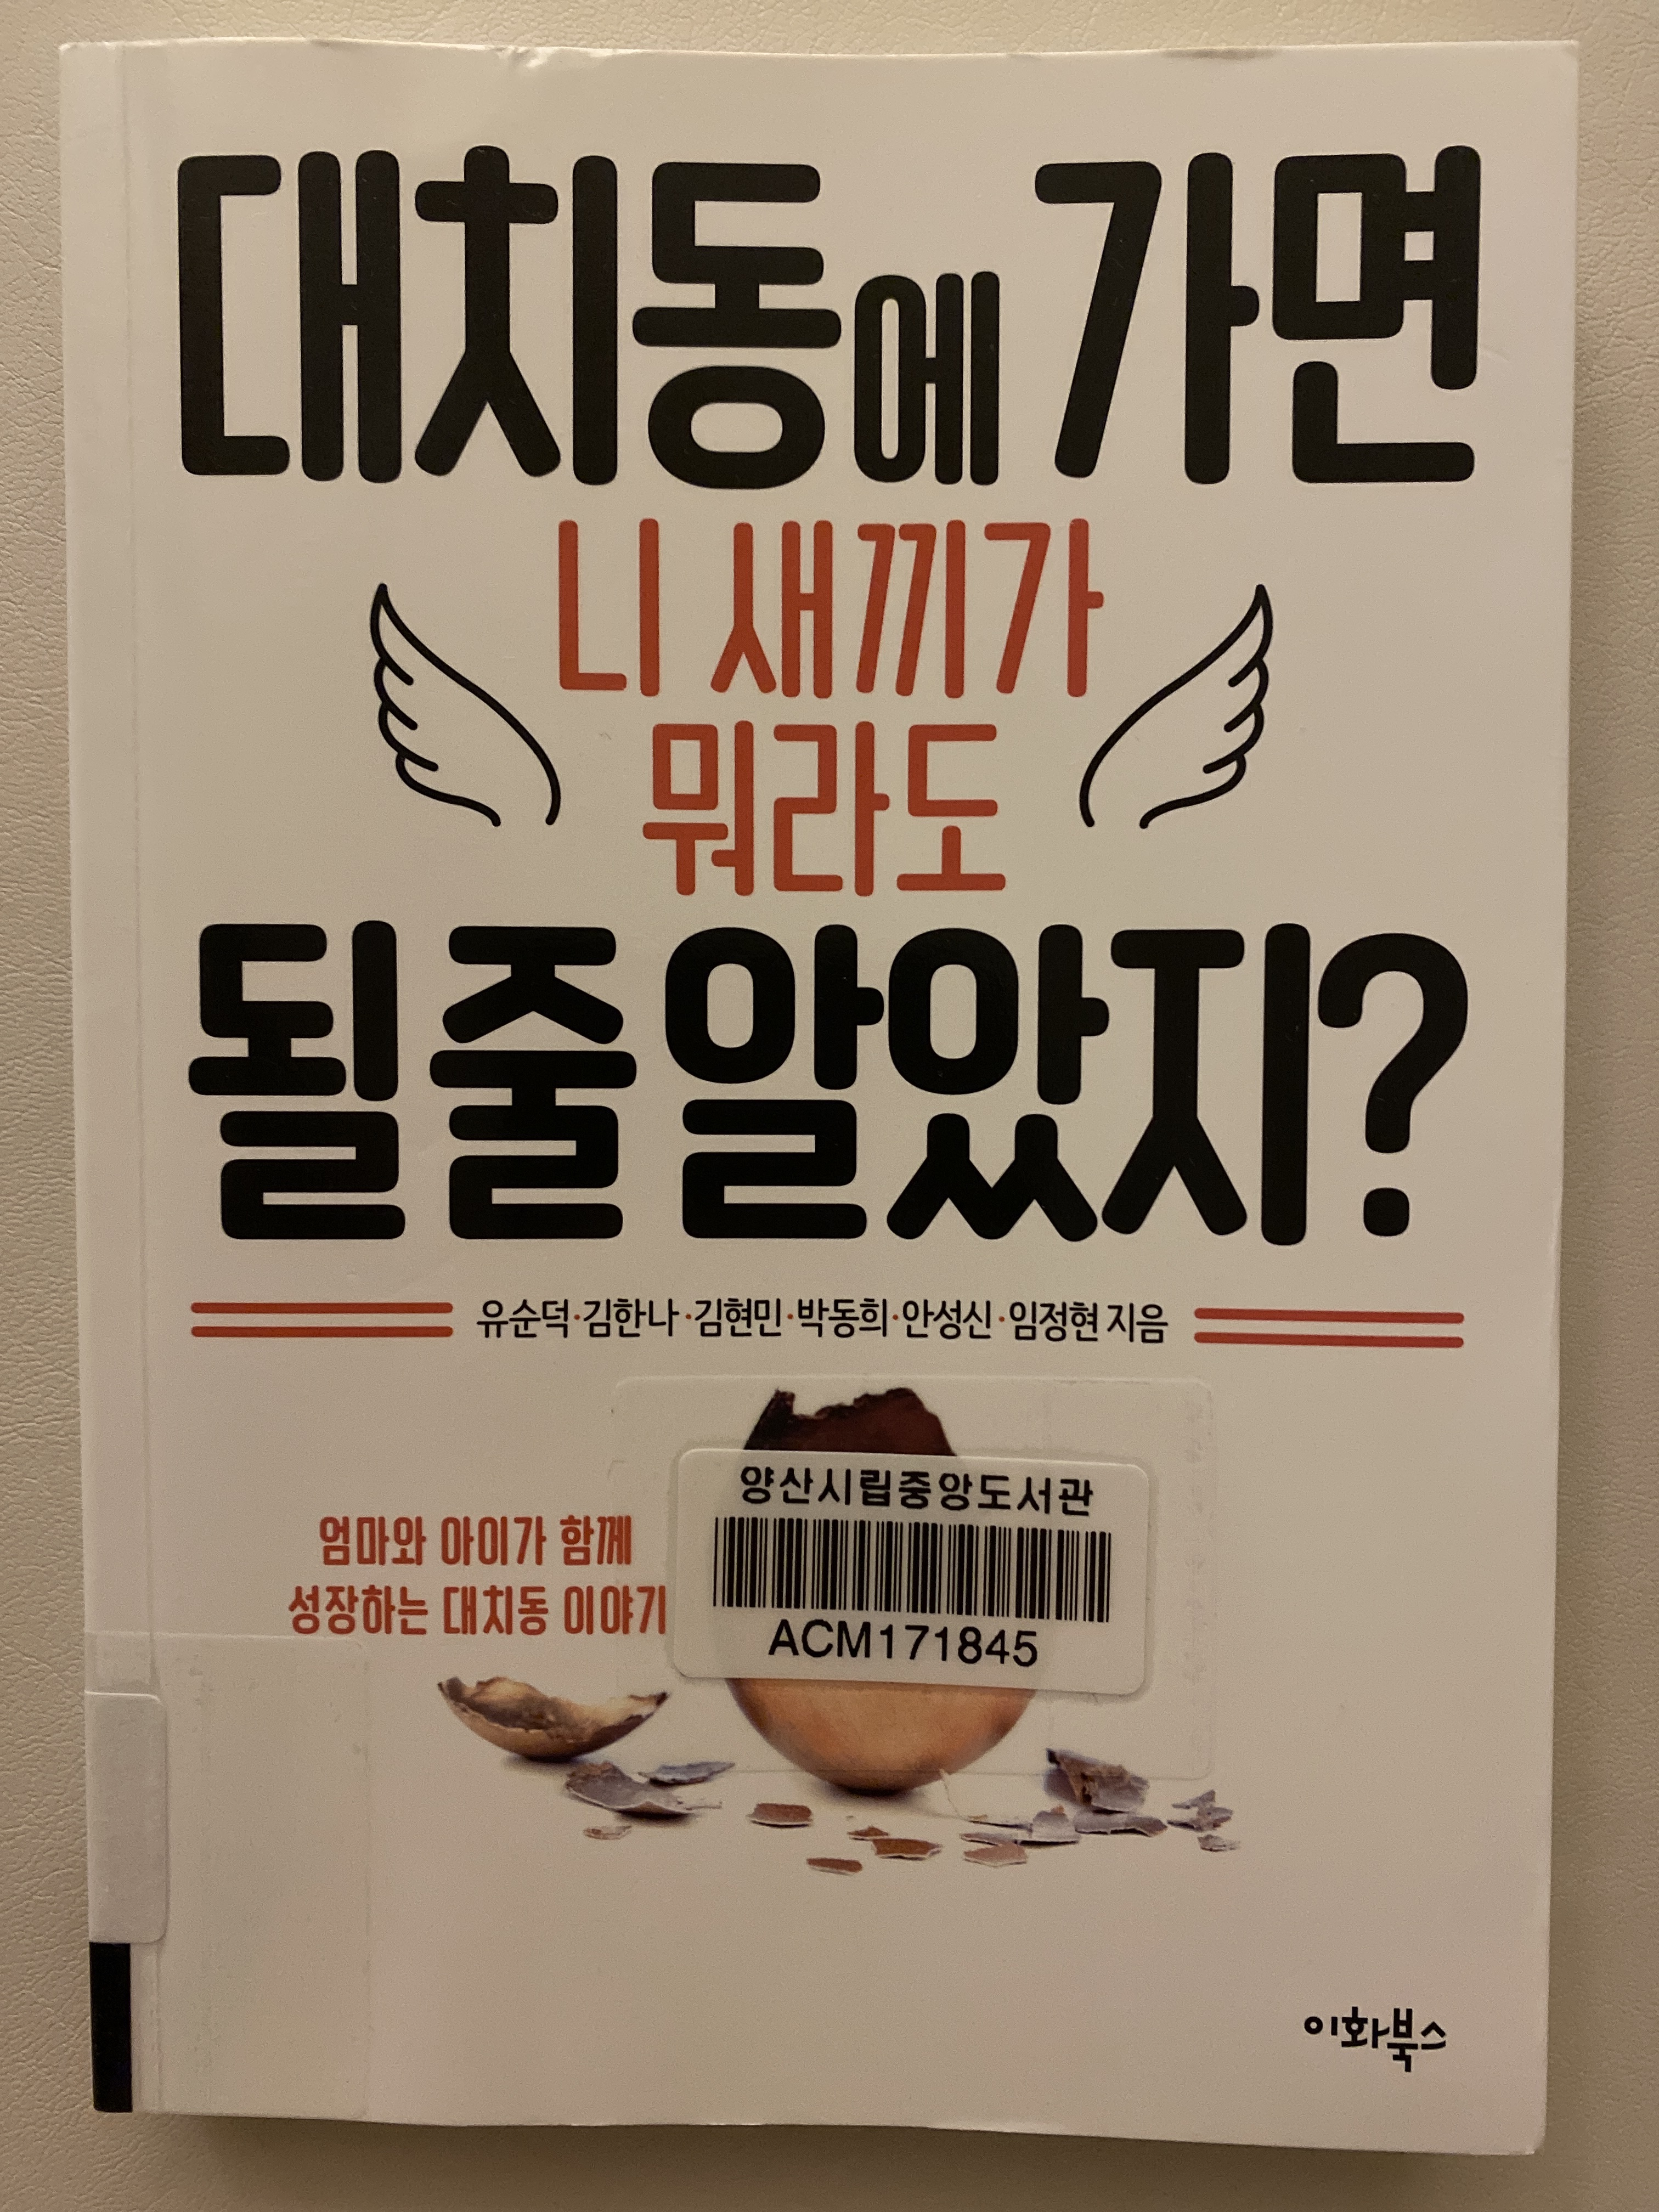 대치동에 가면
니 새끼가
뭐라도
될 줄 알았지?
유순덕·김한나·김현민·박동희·안성신·임정현 지음
양산시립중앙도서관
ACM171845
엄마와 아이가 함께
성장하는 대치동 이야기
이화북스